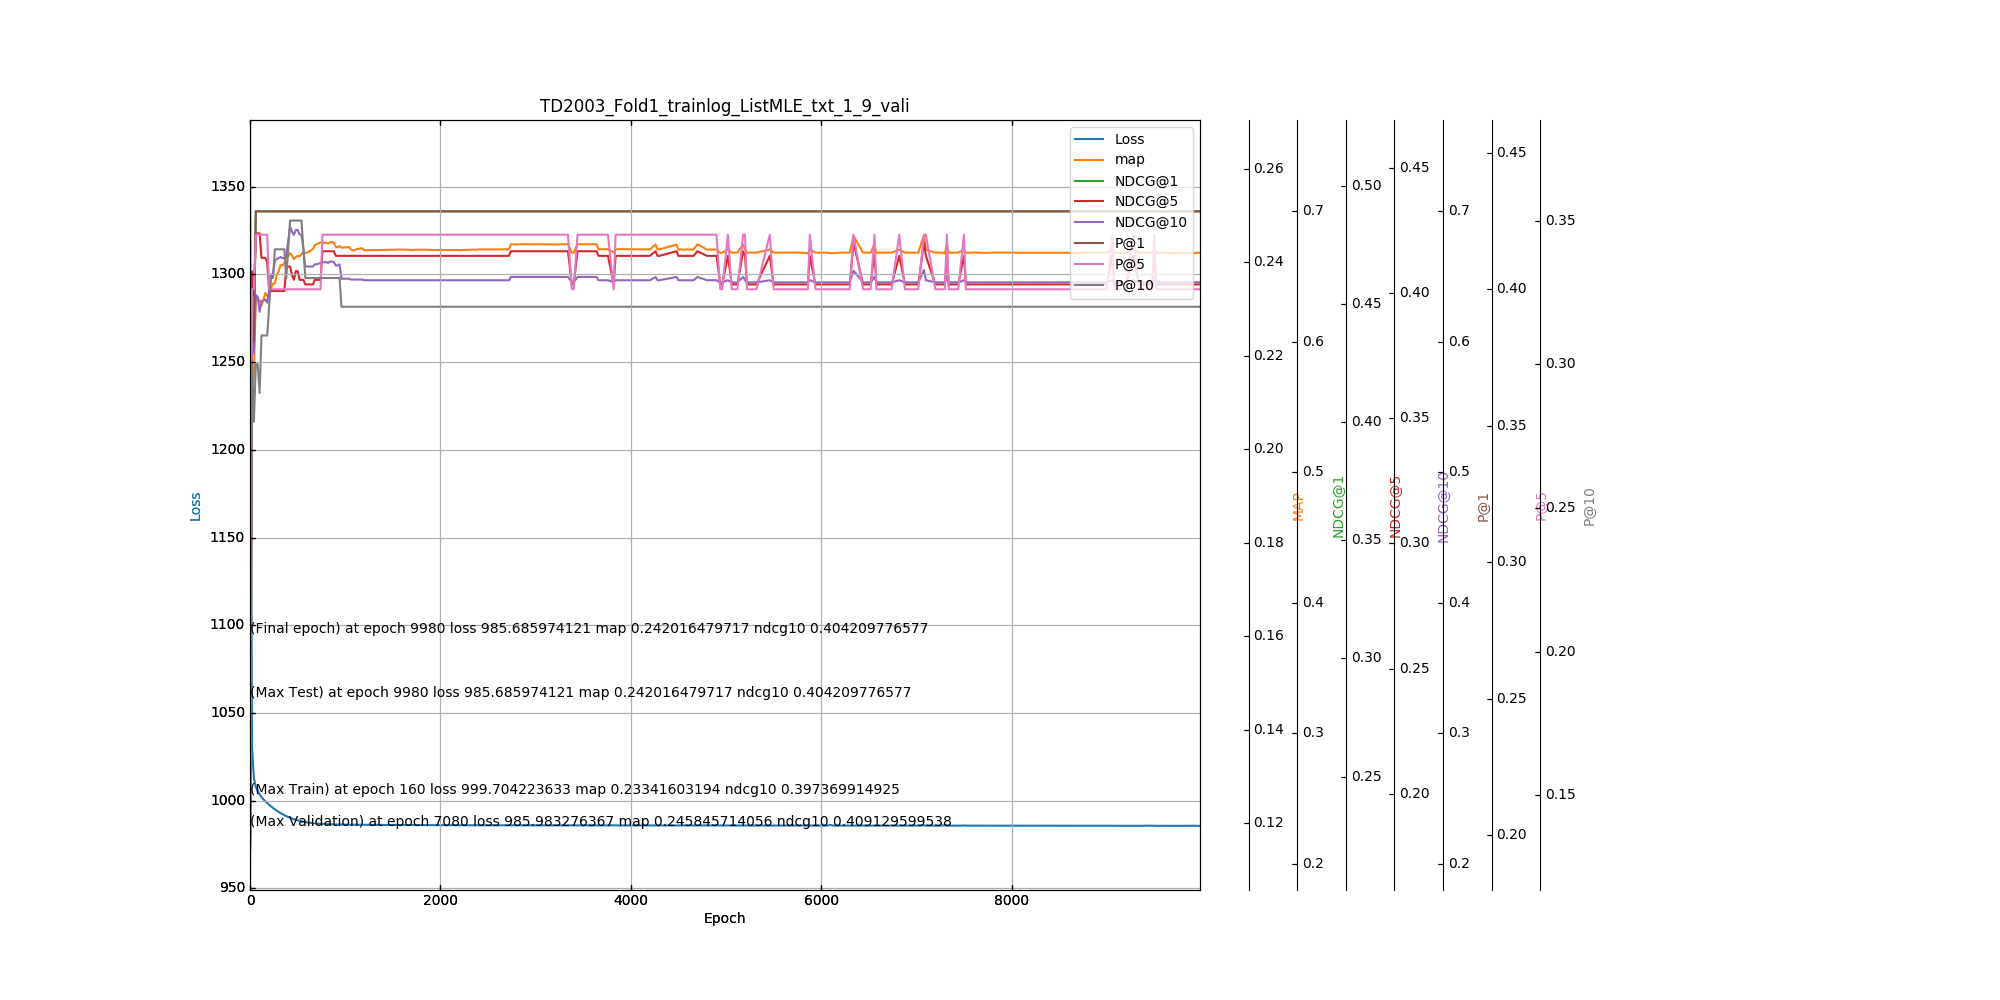 TD2003_Fold1_trainlog_ListMLE_txt_1_9_vali
Loss
map
NDCG@1
NDCG@5
NDCG@10
P@1
P@5
P@10
1350
1300
1250
1200
1150
1100
1050
1000
950
Loss
(Final epoch) at epoch 9980 loss 985.685974121 map 0.242016479717 ndcg10 0.404209776577
(Max Test) at epoch 9980 loss 985.685974121 map 0.242016479717 ndcg10 0.404209776577
(Max Train) at epoch 160 loss 999.704223633 map 0.23341603194 ndcg10 0.397369914925
(Max Validation) at epoch 7080 loss 985.983276367 map 0.245845714056 ndcg10 0.409129599538
0 2000 4000 6000 8000
Epoch
0.26
0.24
0.22
0.20
0.18
0.16
0.14
0.12
MAP
0.7
0.6
0.5
0.4
0.3
0.2
NDCG@1
0.50
0.45
0.40
0.35
0.30
0.25
NDCG@5
0.45
0.40
0.35
0.30
0.25
0.20
NDCG@10
0.7
0.6
0.5
0.4
0.3
0.2
P@1
0.45
0.40
0.35
0.30
0.25
0.20
P@5
0.35
0.30
0.25
0.20
0.15
P@10